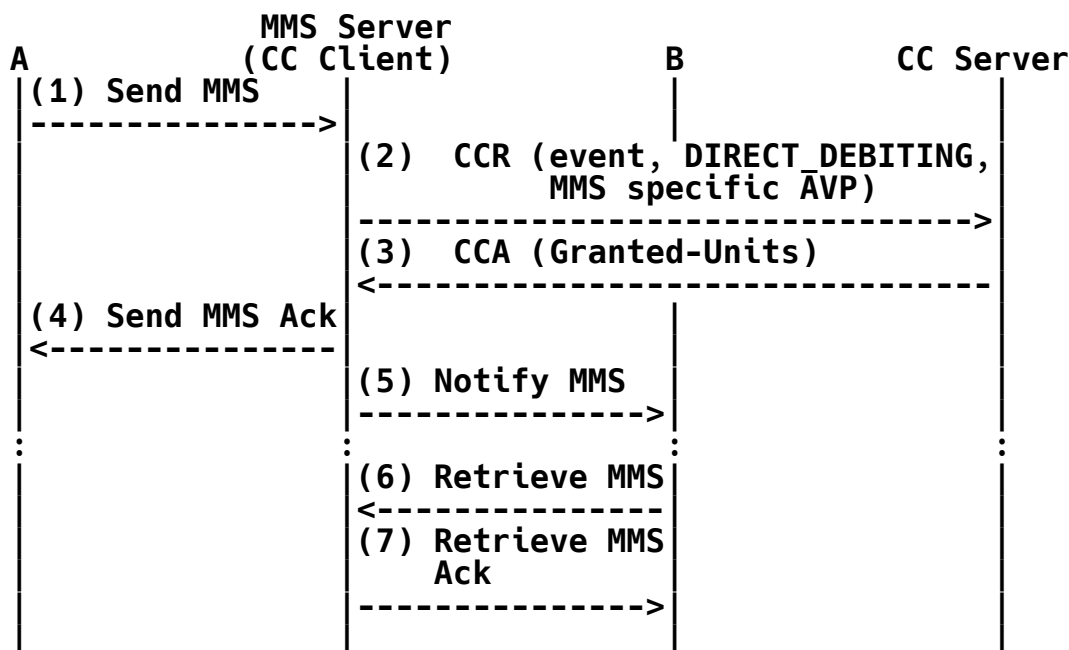 MMS Server
A (CC Client) B CC Server
(1) Send MMS
(2) CCR (event, DIRECT_DEBITING,
MMS specific AVP)
(3) CCA (Granted-Units)
(4) Send MMS Ack
(5) Notify MMS
(6) Retrieve MMS
(7) Retrieve MMS
Ack